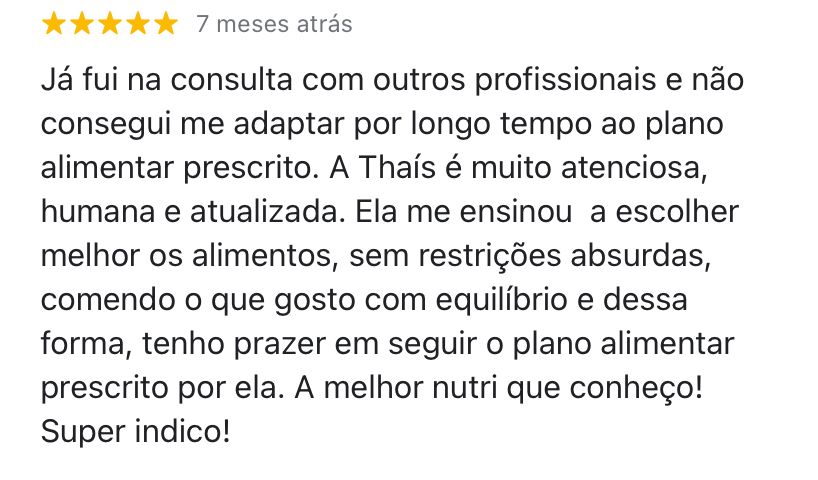 ★★★★★ 7 meses atrás
Já fui na consulta com outros profissionais e não
consegui me adaptar por longo tempo ao plano
alimentar prescrito. A Thaís é muito atenciosa,
humana e atualizada. Ela me ensinou  a escolher
melhor os alimentos, sem restrições absurdas,
comendo o que gosto com equilíbrio e dessa
forma, tenho prazer em seguir o plano alimentar
prescrito por ela. A melhor nutri que conheço!
Super indico!